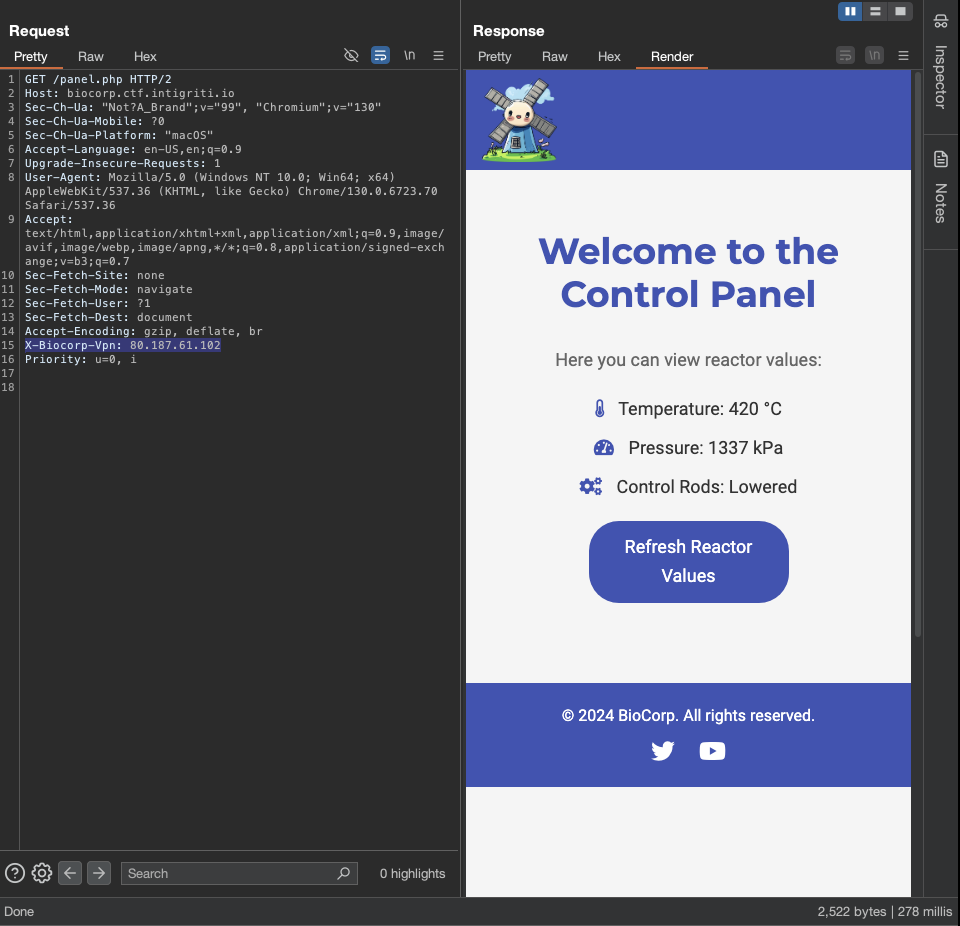 Request
Pretty Raw Hex \n
1 GET /panel.php HTTP/2
2 Host: biocorp.ctf.intigriti.io
3 Sec-Ch-Ua: "Not?A_Brand";v="99", "Chromium";v="130"
4 Sec-Ch-Ua-Mobile: ?0
5 Sec-Ch-Ua-Platform: "macOS"
6 Accept-Language: en-US,en;q=0.9
7 Upgrade-Insecure-Requests: 1
8 User-Agent: Mozilla/5.0 (Windows NT 10.0; Win64; x64)
AppleWebKit/537.36 (KHTML, like Gecko) Chrome/130.0.6723.70
Safari/537.36
9 Accept:
text/html,application/xhtml+xml,application/xml;q=0.9,image/
avif,image/webp,image/apng,*/*;q=0.8,application/signed-exch
ange;v=b3;q=0.7
10 Sec-Fetch-Site: none
11 Sec-Fetch-Mode: navigate
12 Sec-Fetch-User: ?1
13 Sec-Fetch-Dest: document
14 Accept-Encoding: gzip, deflate, br
15 X-Biocorp-Vpn: 80.187.61.102
16 Priority: u=0, i
17
18
Search
0 highlights
Response
Pretty Raw Hex Render \n
Welcome to the
Control Panel
Here you can view reactor values:
Temperature: 420 °C
Pressure: 1337 kPa
Control Rods: Lowered
Refresh Reactor
Values
© 2024 BioCorp. All rights reserved.
Inspector
Notes
Done
2,522 bytes | 278 millis